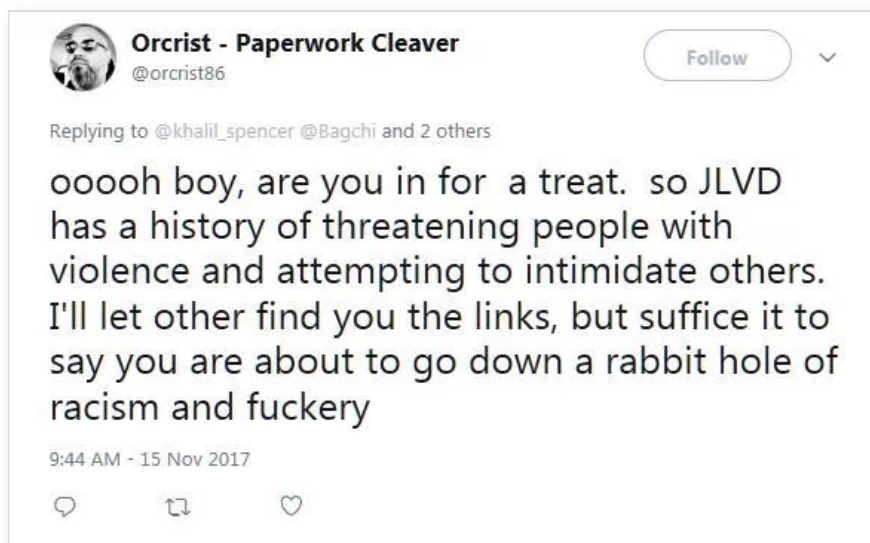 Orcrist - Paperwork Cleaver
@orcrist86
Follow
Replying to @khalil_spencer @Bagchi and 2 others
ooooh boy, are you in for  a treat.  so JLVD
has a history of threatening people with
violence and attempting to intimidate others.
I'll let other find you the links, but suffice it to
say you are about to go down a rabbit hole of
racism and fuckery
9:44 AM - 15 Nov 2017